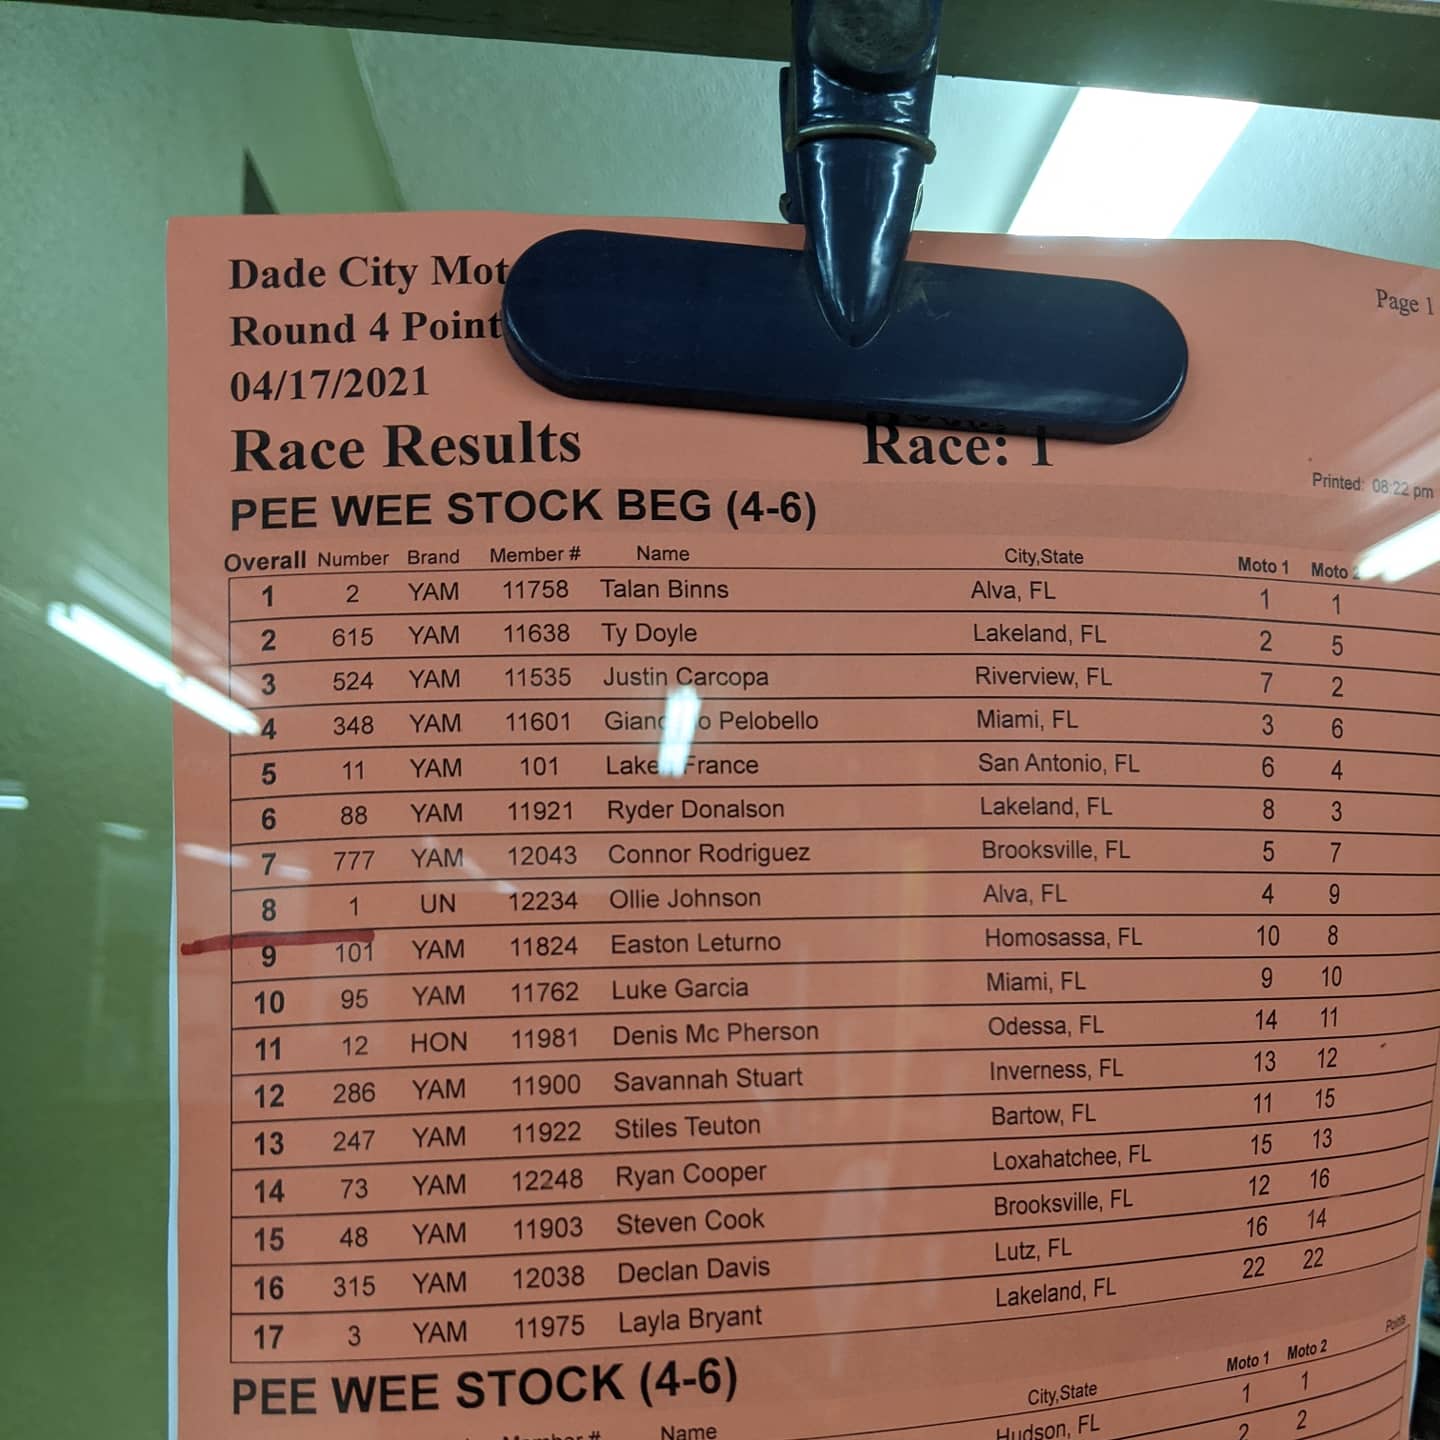 Dade City Mot
Page 1
Round 4 Point
04/17/2021
Race Results Race: 1
Printed: 08:22 pm
PEE WEE STOCK BEG (4-6)
Overall Number Brand Member # Name City,State Moto 1 Moto 2
1 2 YAM 11758 Talan Binns Alva, FL 1 1
2 615 YAM 11638 Ty Doyle Lakeland, FL 2 5
3 524 YAM 11535 Justin Carcopa Riverview, FL 7 2
4 348 YAM 11601 Pelobello Miami, FL 3 6
5 11 YAM 101 France San Antonio, FL 6 4
6 88 YAM 11921 Ryder Donalson Lakeland, FL 8 3
7 777 YAM 12043 Connor Rodriguez Brooksville, FL 5 7
8 1 UN 12234 Ollie Johnson Alva, FL 4 9
9 101 YAM 11824 Easton Leturno Homosassa, FL 10 8
10 95 YAM 11762 Luke Garcia Miami, FL 9 10
11 12 HON 11981 Denis Mc Pherson Odessa, FL 14 11
12 286 YAM 11900 Savannah Stuart Inverness, FL 13 12
13 247 YAM 11922 Stiles Teuton Bartow, FL 11 15
14 73 YAM 12248 Ryan Cooper Loxahatchee, FL 15 13
15 48 YAM 11903 Steven Cook Brooksville, FL 12 16
16 315 YAM 12038 Declan Davis Lutz, FL 16 14
17 3 YAM 11975 Layla Bryant Lakeland, FL 22 22
Points
PEE WEE STOCK (4-6)
Member # Name City,State Moto 1 Moto 2
Hudson, FL 1 1
2 2